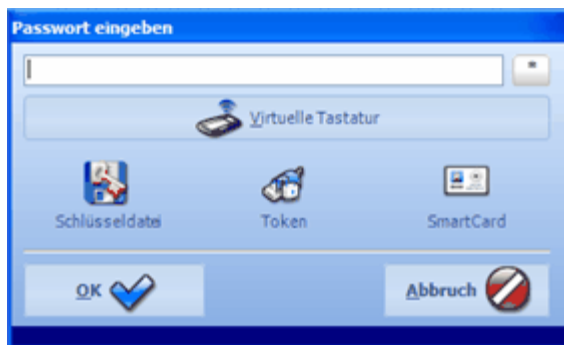 Passwort eingeben
*
Virtuelle Tastatur
Schlüsseldatei Token SmartCard
OK Abbruch